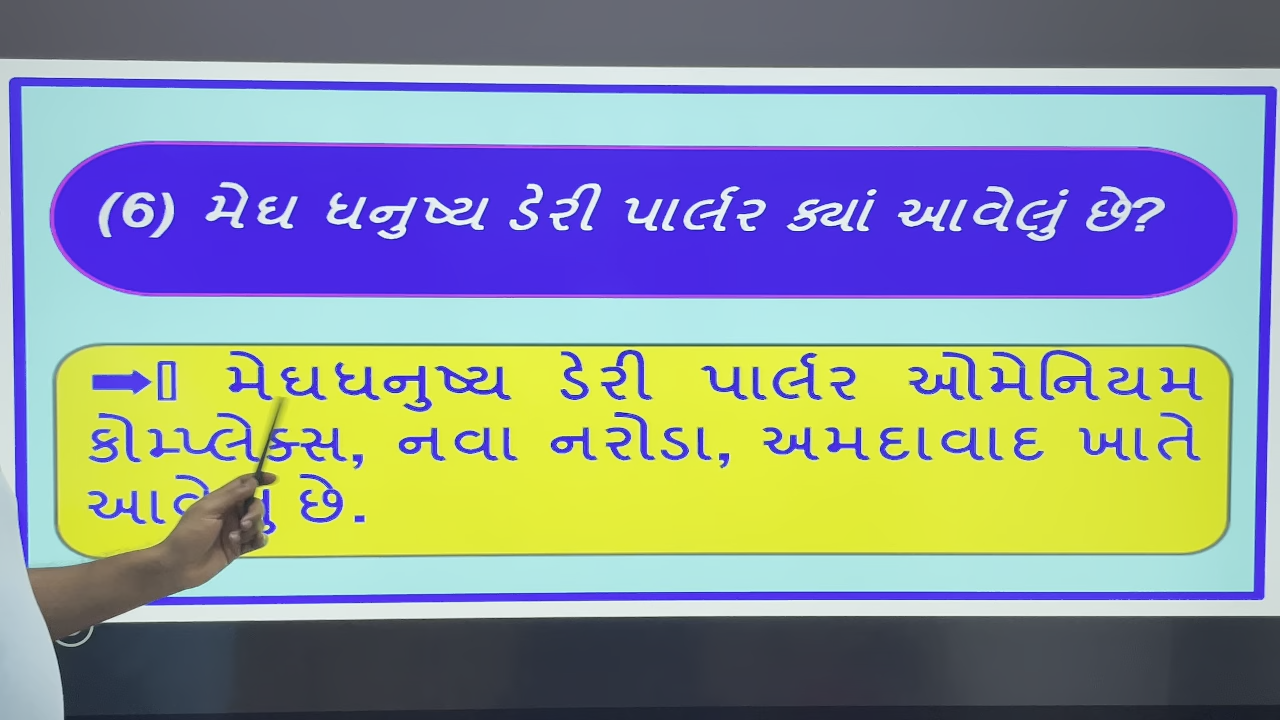 (6) મેઘ ધનુષ્ય ડેરી પાર્લર ક્યાં આવેલું છે?
મેઘધનુષ્ય ડેરી પાર્લર ઓમેનિયમ
કોમ્પ્લેક્સ, નવા નરોડા, અમદાવાદ ખાતે
છે.